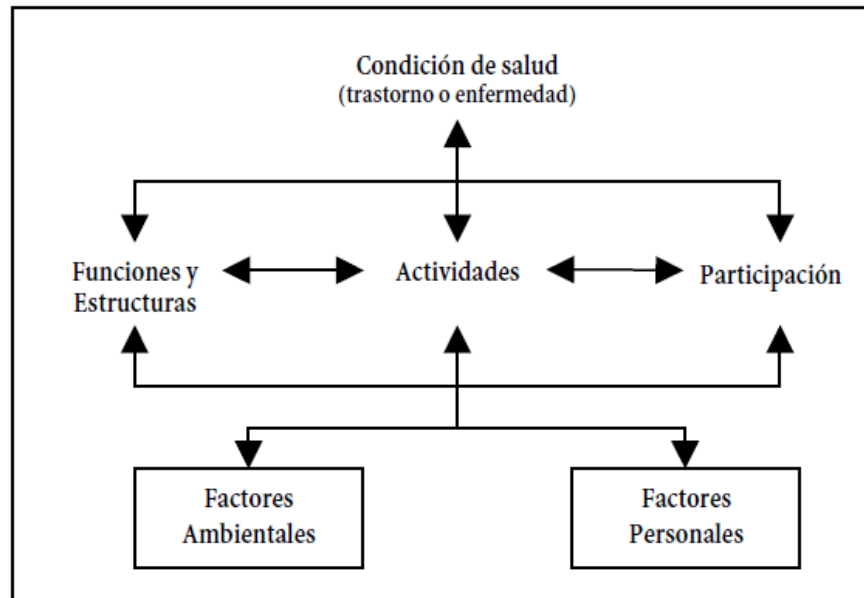 Condición de salud
(trastorno o enfermedad)
Funciones y
Estructuras
Actividades
Participación
Factores
Ambientales
Factores
Personales